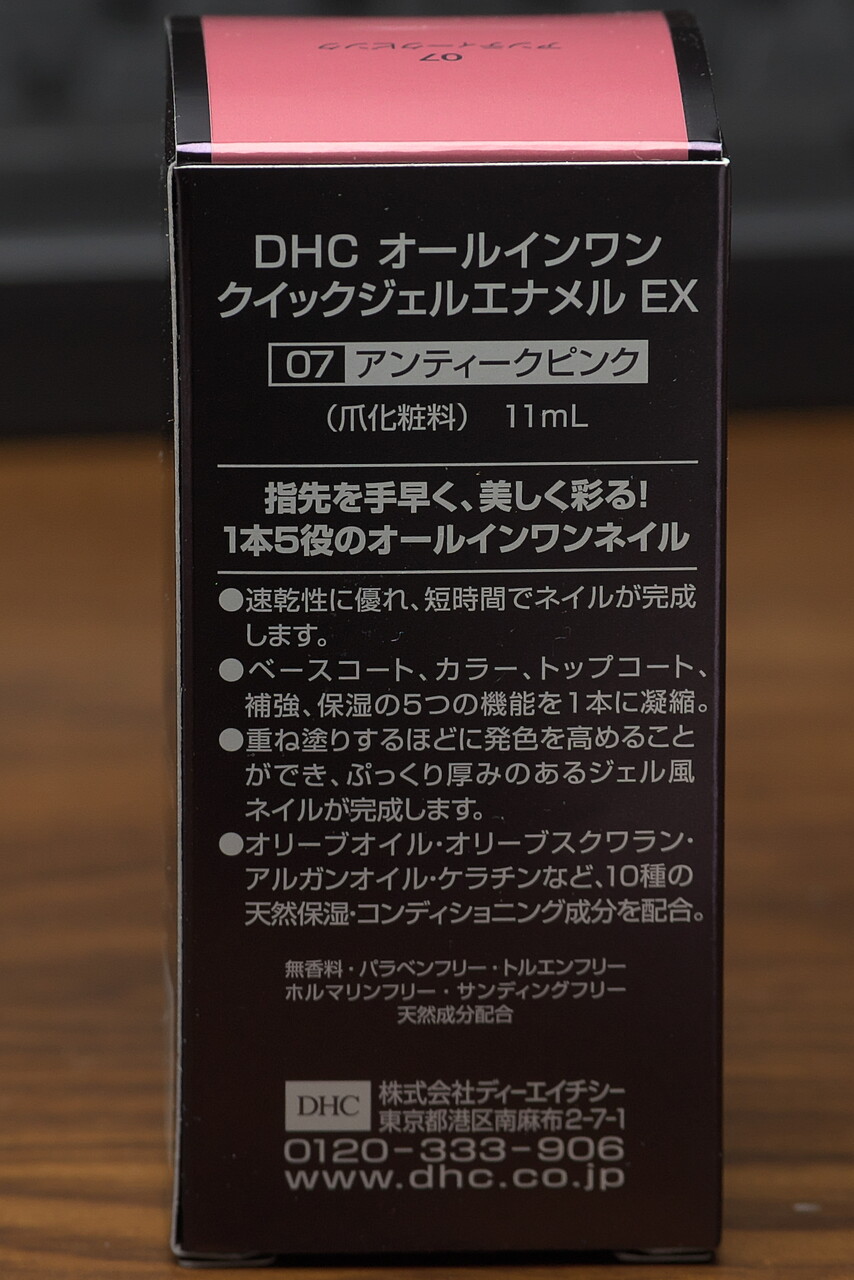 07
アンティークピンク
DHC オールインワン
クイックジェルエナメル EX
07 アンティークピンク
（爪化粧料） 11mL
指先を手早く、美しく彩る!
1本5役のオールインワンネイル
●速乾性に優れ、短時間でネイルが完成
します。
●ベースコート、カラー、トップコート、
補強、保湿の5つの機能を1本に凝縮。
●重ね塗りするほどに発色を高めること
ができ、ぷっくり厚みのあるジェル風
ネイルが完成します。
●オリーブオイル・オリーブスクワラン・
アルガンオイル・ケラチンなど、10種の
天然保湿・コンディショニング成分を配合。
無香料・パラベンフリー・トルエンフリー
ホルマリンフリー・サンディングフリー
天然成分配合
DHC 株式会社ディーエイチシー
東京都港区南麻布2-7-1
0120-333-906
www.dhc.co.jp